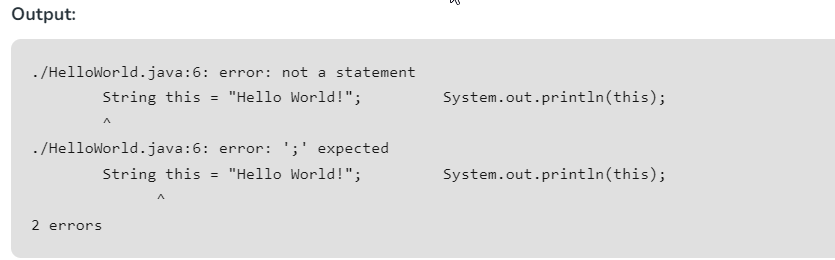 Output:
./HelloWorld.java:6: error: not a statement
String this = "Hello World!"; System.out.println(this);
^
./HelloWorld.java:6: error: ';' expected
String this = "Hello World!"; System.out.println(this);
^
2 errors